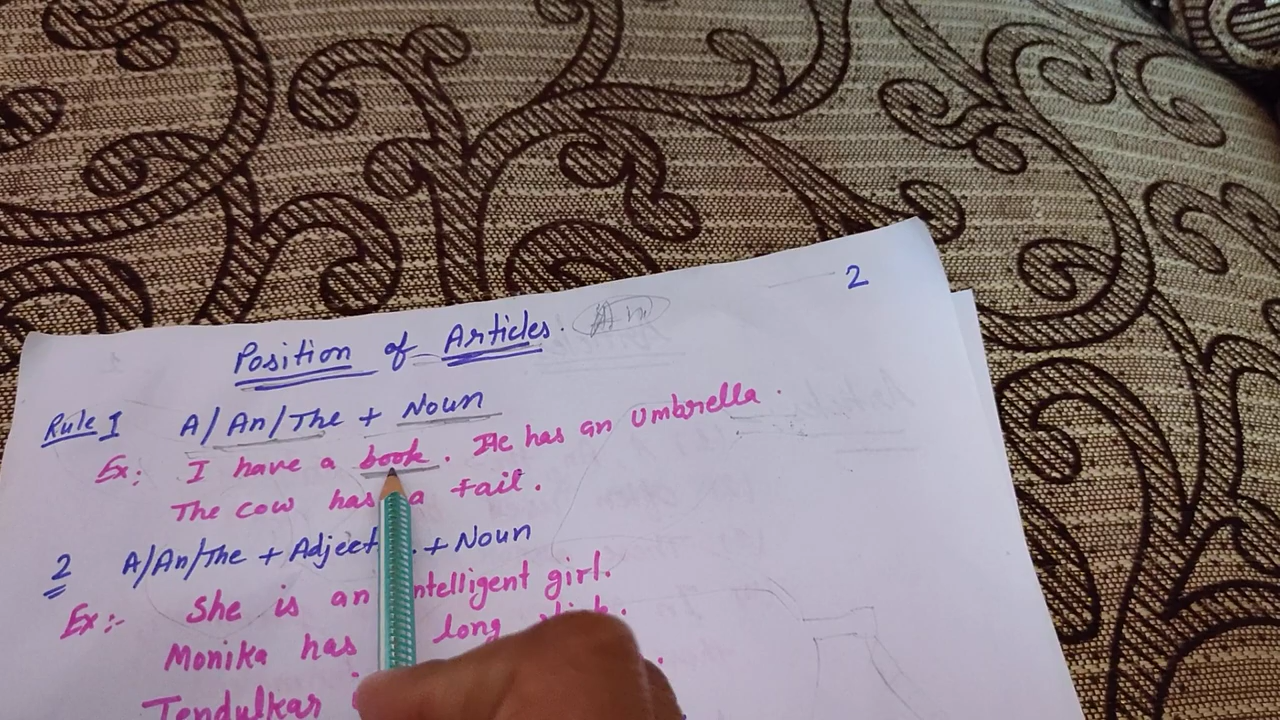 2
Position of Articles.
Rule I A/An/The + Noun
Ex: I have a book. He has an umbrella.
The cow has a tail.
2 A/An/The + Adject + Noun
Ex:- She is an intelligent girl.
Monika has long
Tendulkar